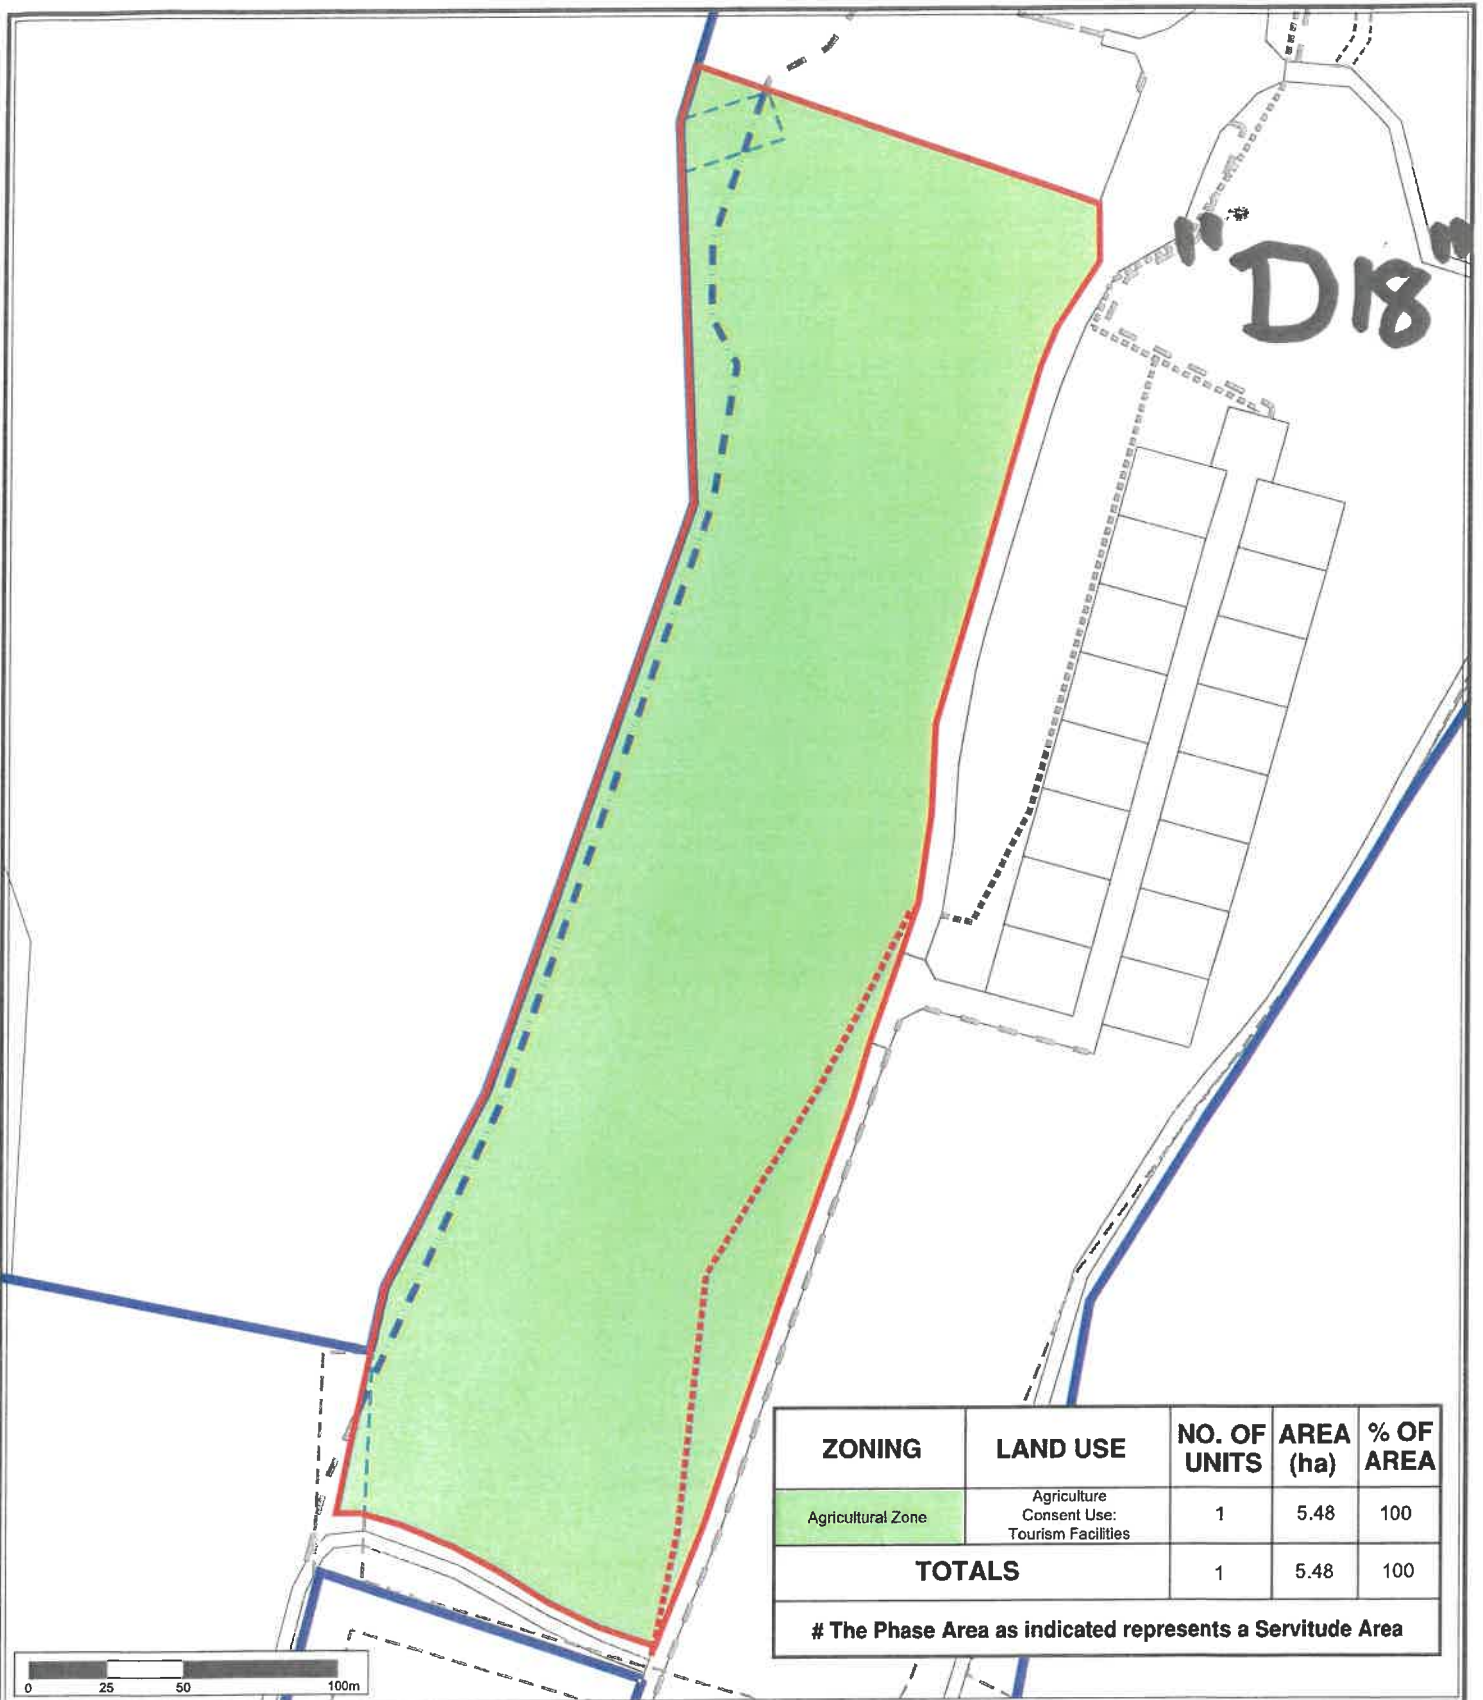 "D18"
ZONING LAND USE NO. OF UNITS AREA (ha) % OF AREA
Agricultural Zone Agriculture Consent Use: Tourism Facilities 1 5.48 100
TOTALS 1 5.48 100
# The Phase Area as indicated represents a Servitude Area
0 25 50 100m